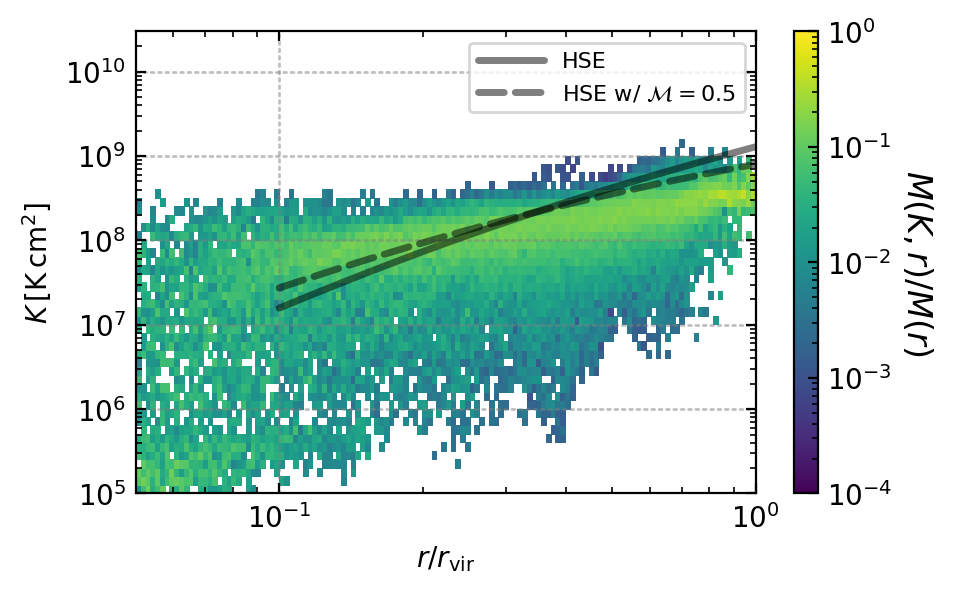 10¹⁰
10⁹
10⁸
10⁷
10⁶
10⁵
K[K cm²]
HSE
HSE w/ ℳ = 0.5
10⁻¹
10⁰
r/r_vir
10⁰
10⁻¹
10⁻²
10⁻³
10⁻⁴
M(K, r)/M(r)